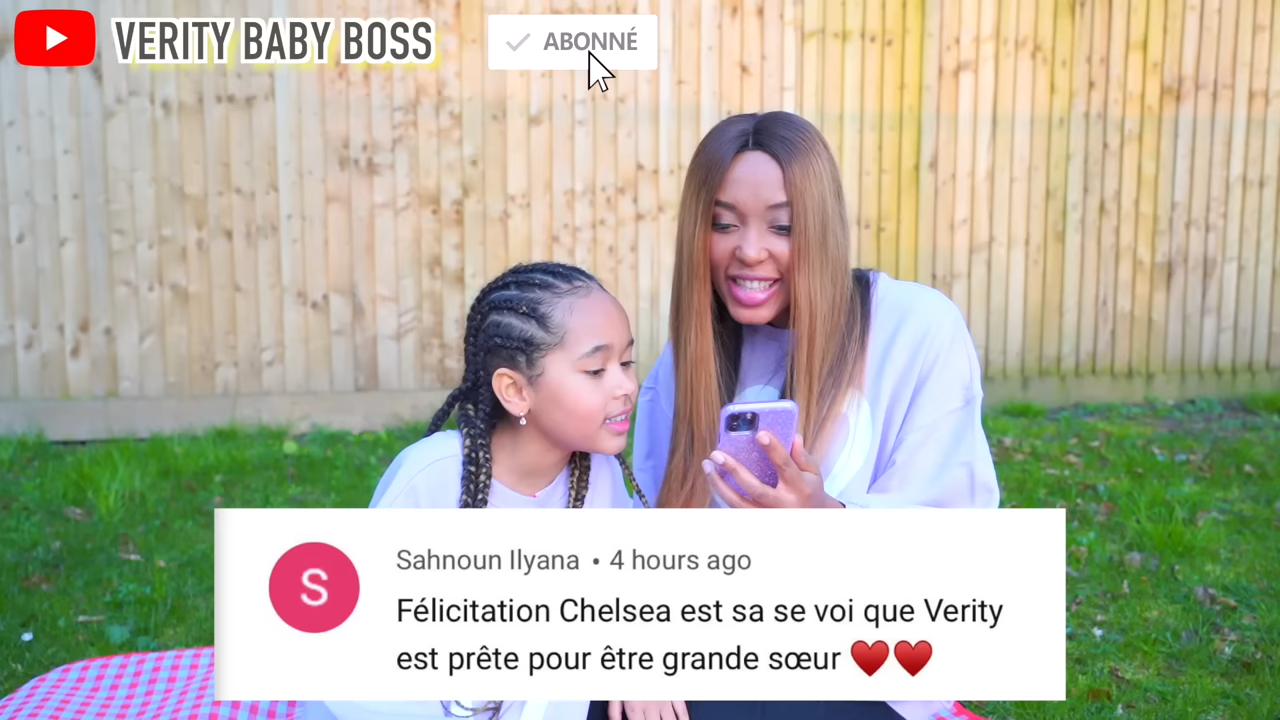 VERITY BABY BOSS
ABONNÉ
Sahnoun Ilyana • 4 hours ago
S
Félicitation Chelsea est sa se voi que Verity
est prête pour être grande sœur ❤️❤️